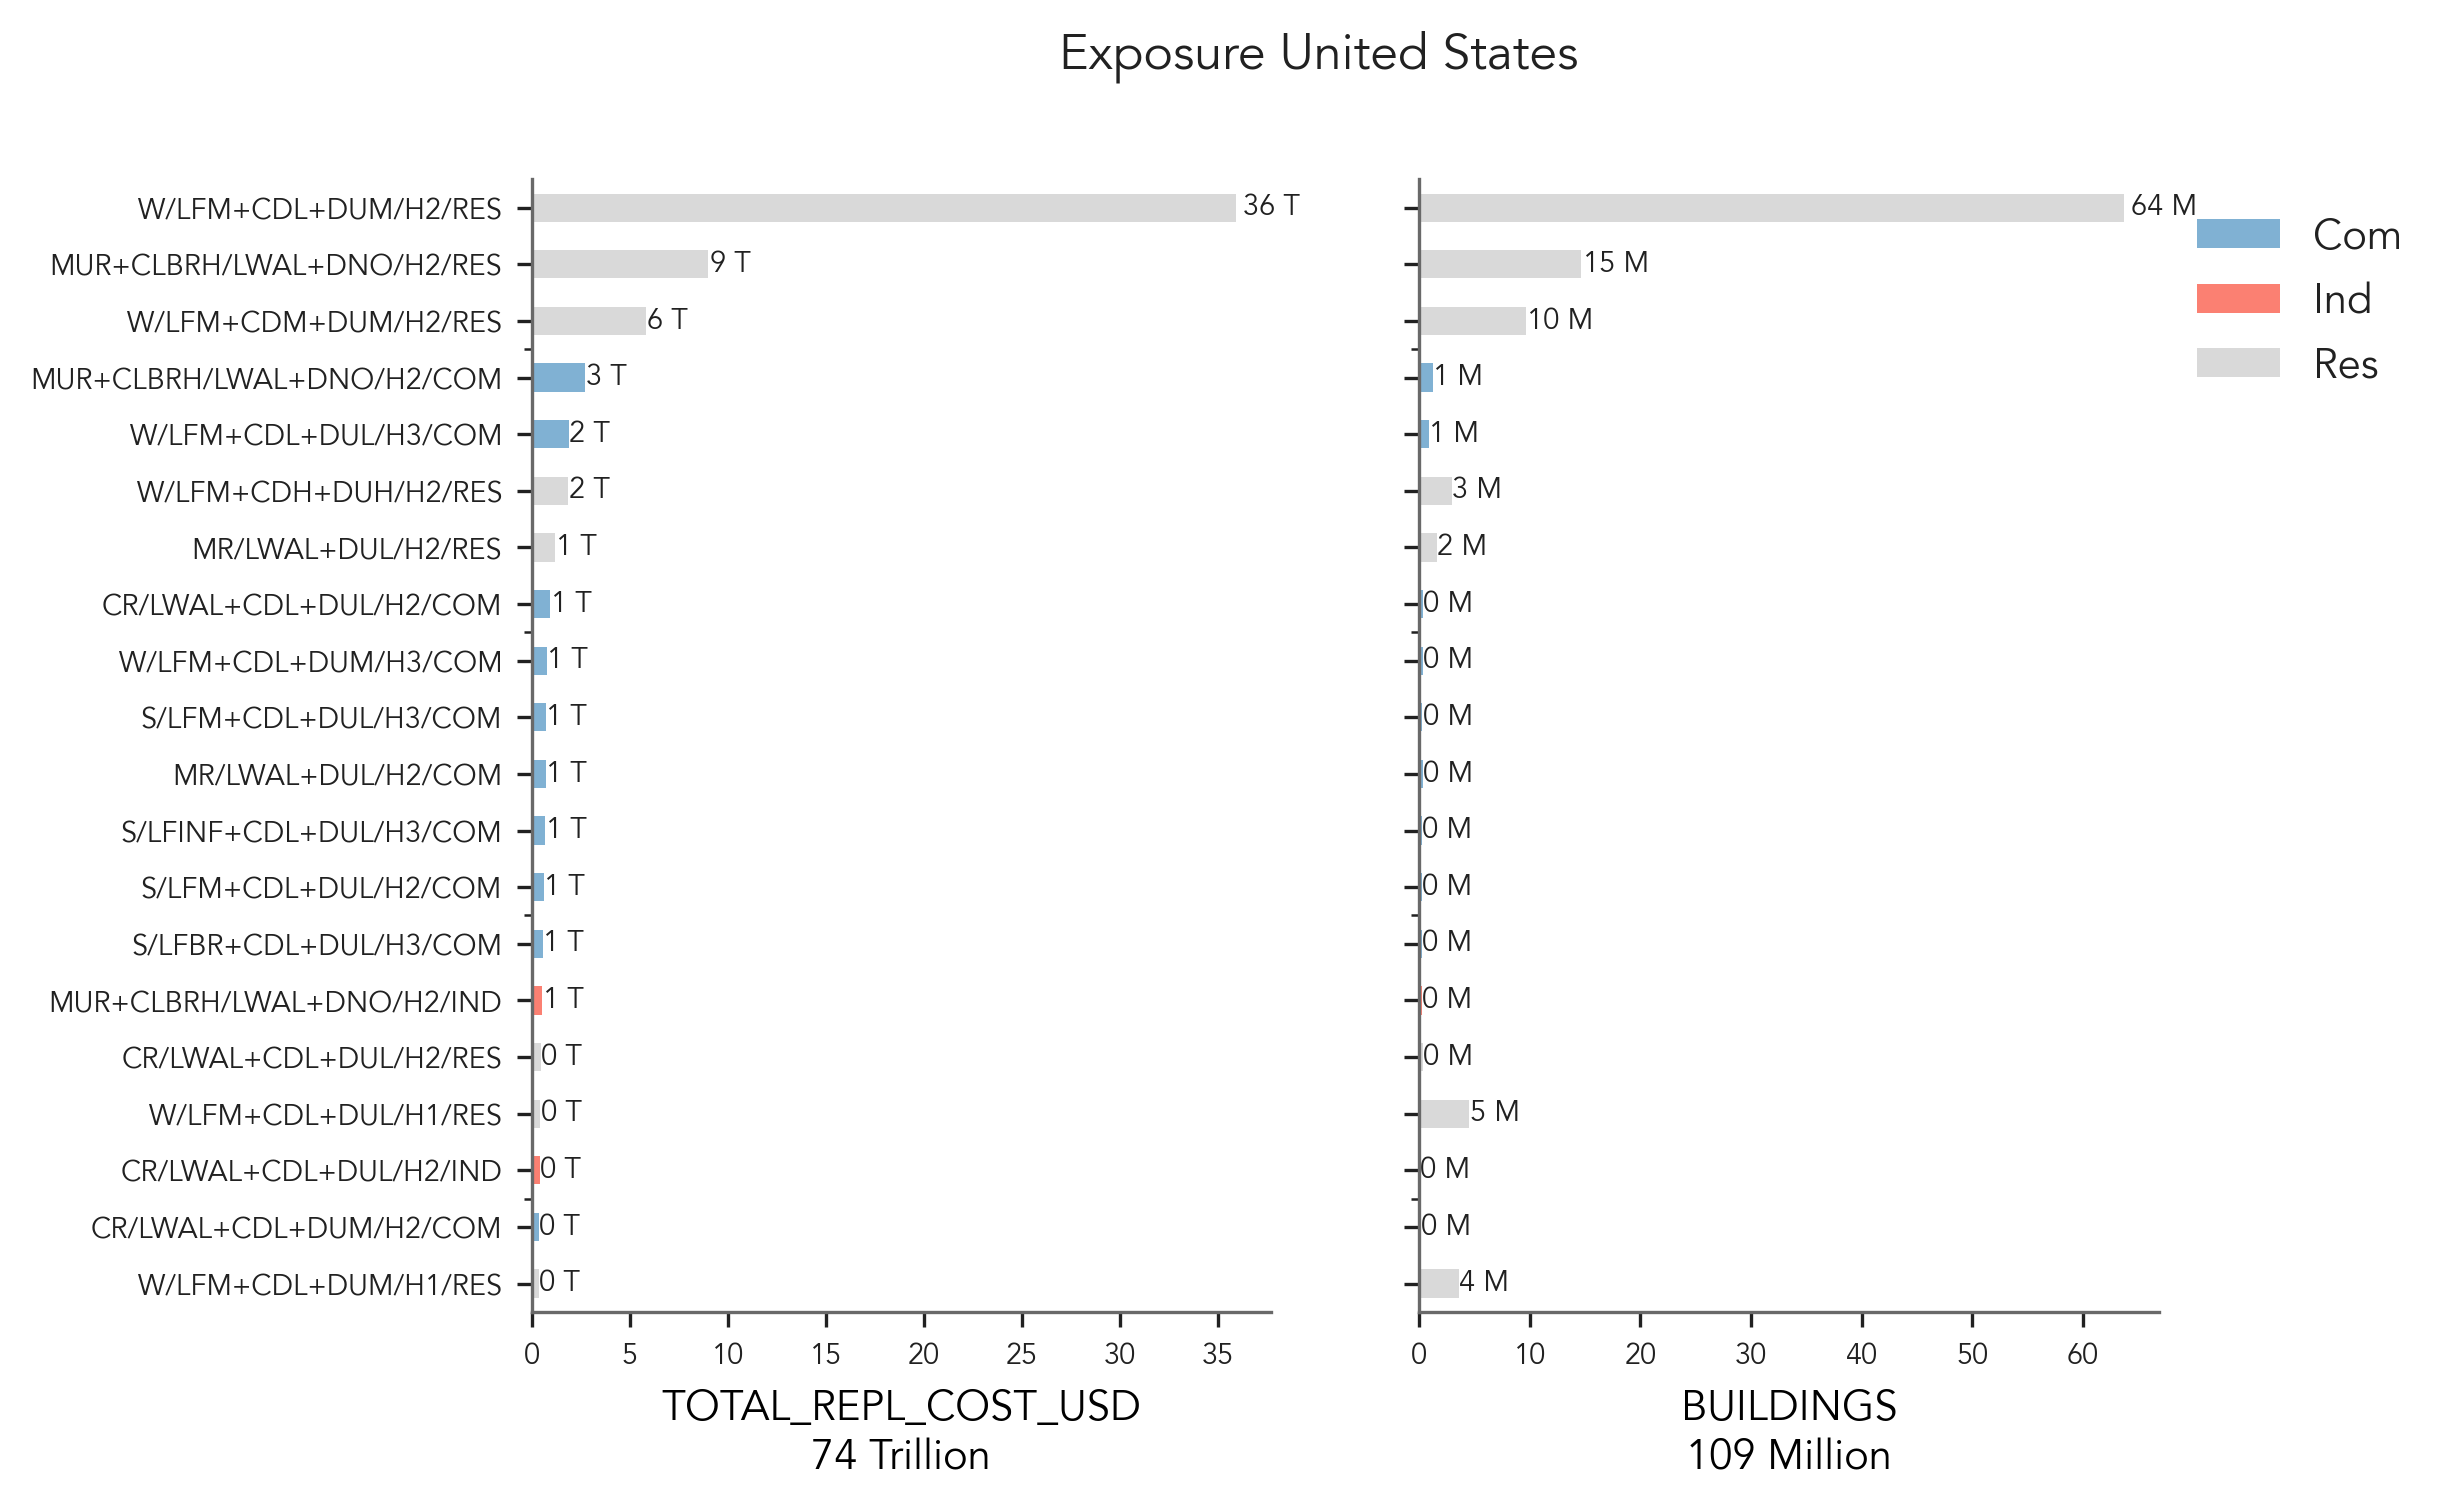 Exposure United States
W/LFM+CDL+DUM/H2/RES 36 T 64 M
MUR+CLBRH/LWAL+DNO/H2/RES 9 T 15 M
W/LFM+CDM+DUM/H2/RES 6 T 10 M
MUR+CLBRH/LWAL+DNO/H2/COM 3 T 1 M
W/LFM+CDL+DUL/H3/COM 2 T 1 M
W/LFM+CDH+DUH/H2/RES 2 T 3 M
MR/LWAL+DUL/H2/RES 1 T 2 M
CR/LWAL+CDL+DUL/H2/COM 1 T 0 M
W/LFM+CDL+DUM/H3/COM 1 T 0 M
S/LFM+CDL+DUL/H3/COM 1 T 0 M
MR/LWAL+DUL/H2/COM 1 T 0 M
S/LFINF+CDL+DUL/H3/COM 1 T 0 M
S/LFM+CDL+DUL/H2/COM 1 T 0 M
S/LFBR+CDL+DUL/H3/COM 1 T 0 M
MUR+CLBRH/LWAL+DNO/H2/IND 1 T 0 M
CR/LWAL+CDL+DUL/H2/RES 0 T 0 M
W/LFM+CDL+DUL/H1/RES 0 T 5 M
CR/LWAL+CDL+DUL/H2/IND 0 T 0 M
CR/LWAL+CDL+DUM/H2/COM 0 T 0 M
W/LFM+CDL+DUM/H1/RES 0 T 4 M
0 5 10 15 20 25 30 35
TOTAL_REPL_COST_USD
74 Trillion
0 10 20 30 40 50 60
BUILDINGS
109 Million
Com
Ind
Res